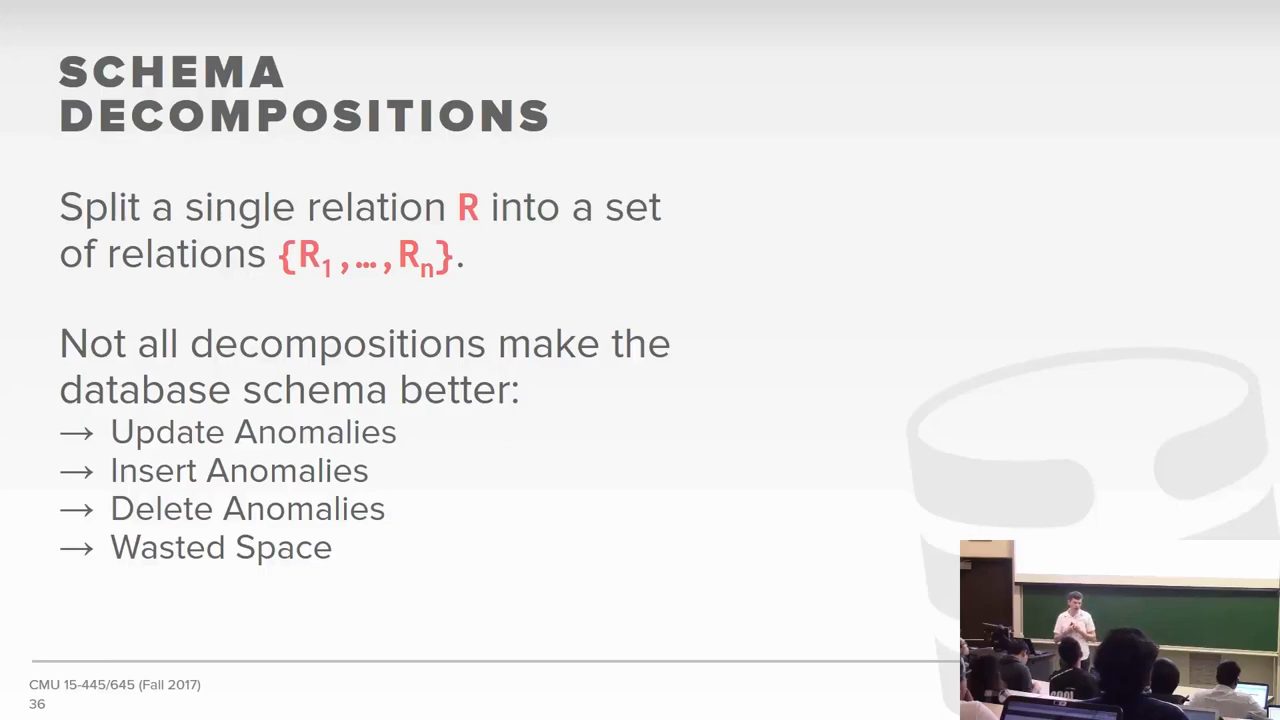 SCHEMA
DECOMPOSITIONS
Split a single relation R into a set
of relations {R1,…,Rn}.
Not all decompositions make the
database schema better:
→ Update Anomalies
→ Insert Anomalies
→ Delete Anomalies
→ Wasted Space
CMU 15-445/645 (Fall 2017)
36